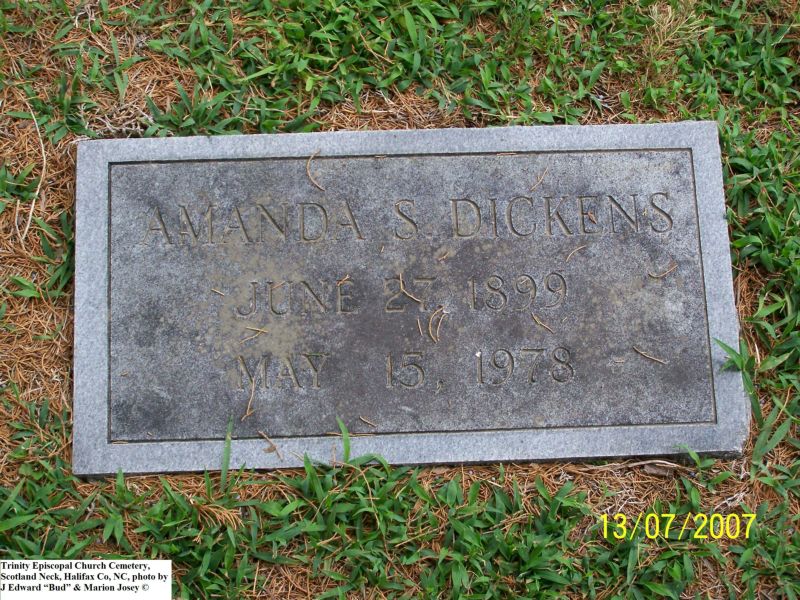 AMANDA S. DICKENS
JUNE 27, 1899
MAY 15, 1978
13/07/2007
Trinity Episcopal Church Cemetery,
Scotland Neck, Halifax Co, NC, photo by
J Edward “Bud” & Marion Josey ©